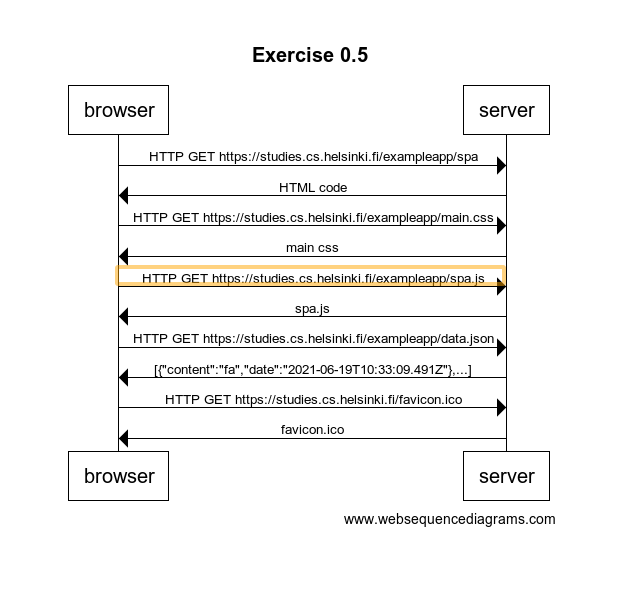 Exercise 0.5
browser server
HTTP GET https://studies.cs.helsinki.fi/exampleapp/spa
HTML code
HTTP GET https://studies.cs.helsinki.fi/exampleapp/main.css
main css
HTTP GET https://studies.cs.helsinki.fi/exampleapp/spa.js
spa.js
HTTP GET https://studies.cs.helsinki.fi/exampleapp/data.json
[{"content":"fa","date":"2021-06-19T10:33:09.491Z"},...]
HTTP GET https://studies.cs.helsinki.fi/favicon.ico
favicon.ico
browser server
www.websequencediagrams.com